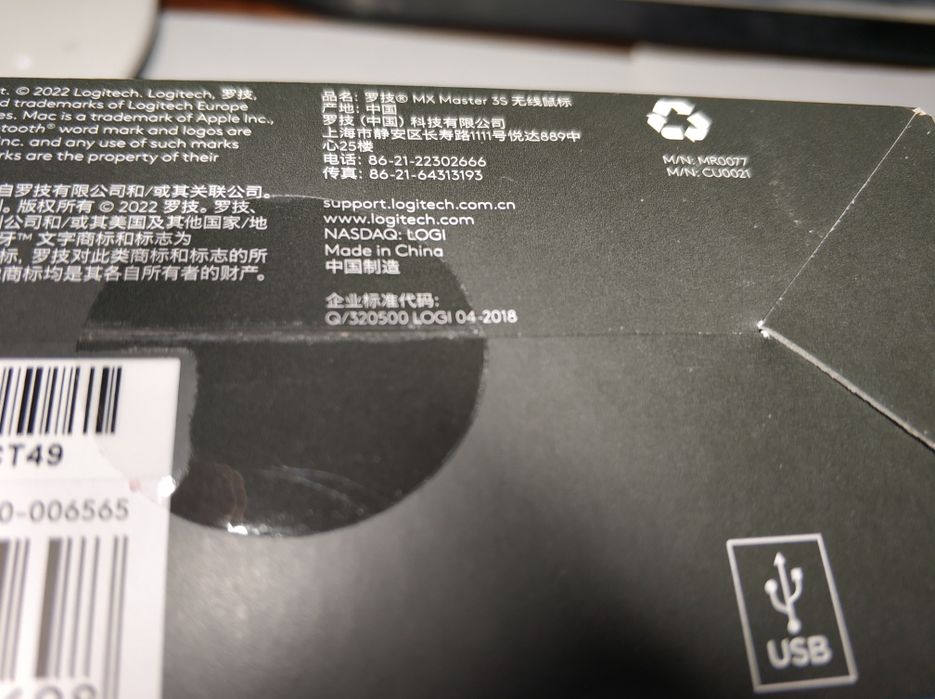 t. © 2022 Logitech. Logitech, 罗技,
d trademarks of Logitech Europe
es. Mac is a trademark of Apple Inc.,
tooth® word mark and logos are
Inc. and any use of such marks
rks are the property of their
自罗技有限公司和/或其关联公司。
]。版权所有 © 2022 罗技。罗技、
公司和/或其美国及其他国家/地
牙™ 文字商标和标志为
标, 罗技对此类商标和标志的所
商标均是其各自所有者的财产。
品名: 罗技® MX Master 3S 无线鼠标
产地: 中国
罗技 (中国) 科技有限公司
上海市静安区长寿路1111号悦达889中
心25楼
电话: 86-21-22302666
传真: 86-21-64313193
support.logitech.com.cn
www.logitech.com
NASDAQ: LOGI
Made in China
中国制造
企业标准代码:
Q/320500 LOGI 04-2018
M/N: MR0077
M/N: CU0021
CT49
0-006565
USB